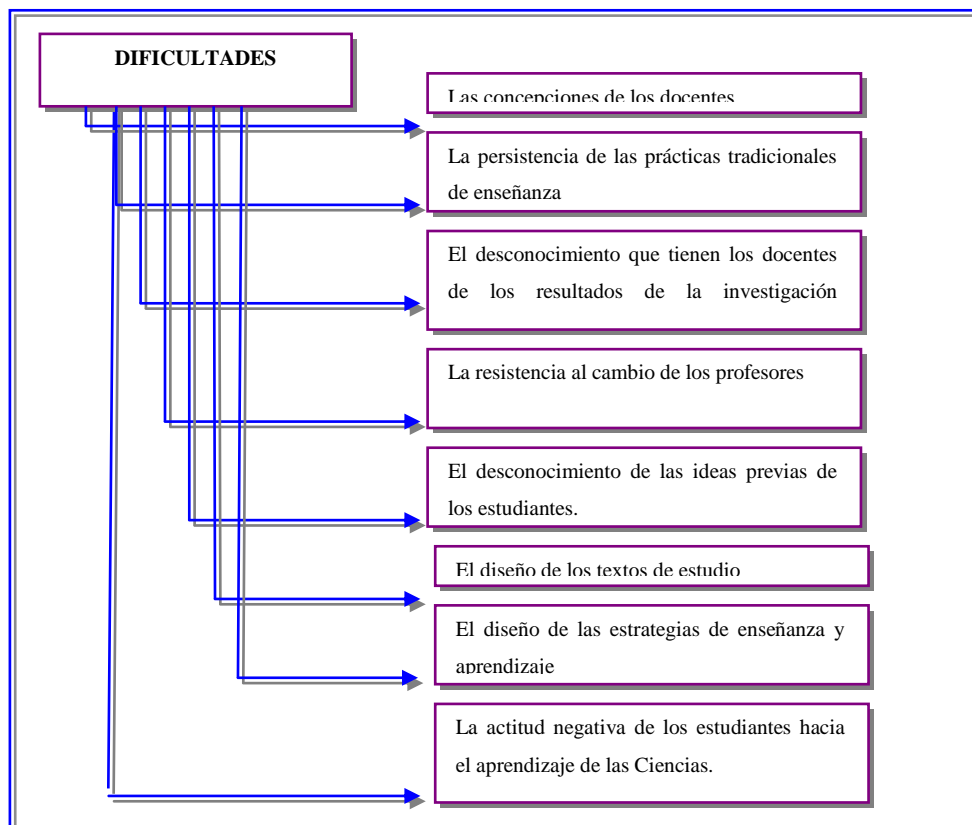 DIFICULTADES
Las concepciones de los docentes
La persistencia de las prácticas tradicionales
de enseñanza
El desconocimiento que tienen los docentes
de los resultados de la investigación
La resistencia al cambio de los profesores
El desconocimiento de las ideas previas de
los estudiantes.
El diseño de los textos de estudio
El diseño de las estrategias de enseñanza y
aprendizaje
La actitud negativa de los estudiantes hacia
el aprendizaje de las Ciencias.